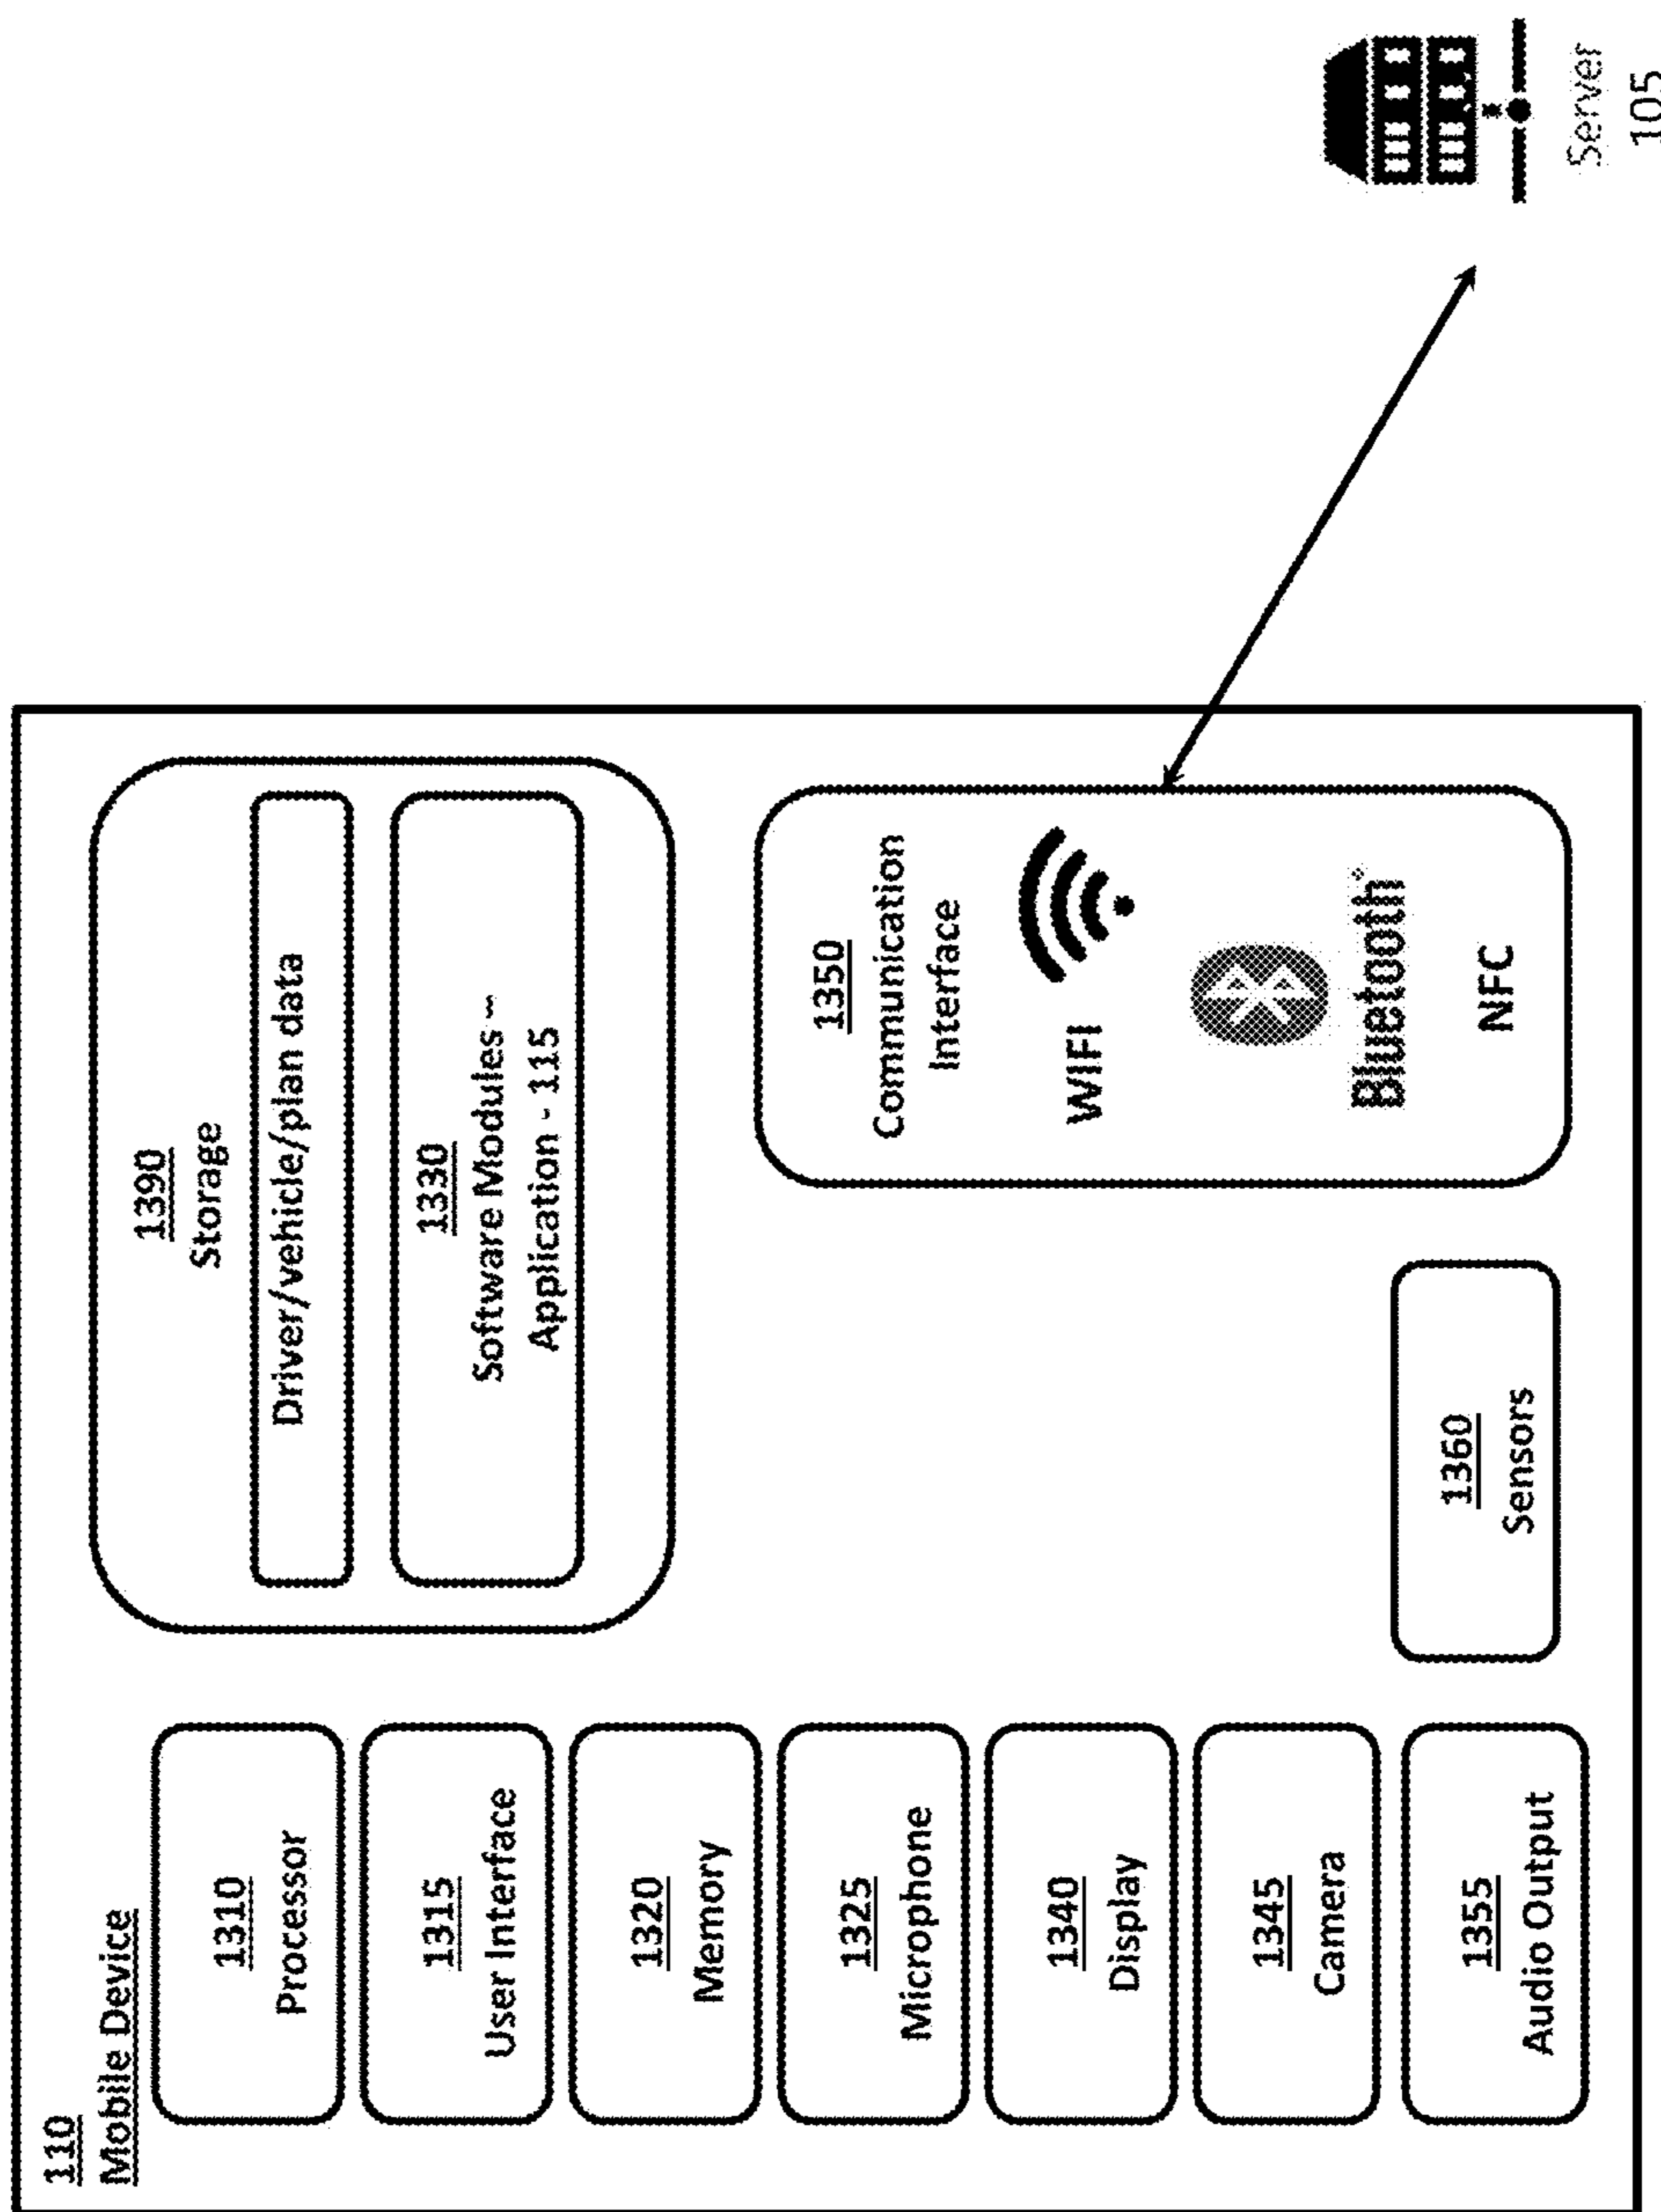 110
Mobile Device
1310
Processor
1315
User Interface
1320
Memory
1325
Microphone
1340
Display
1345
Camera
1355
Audio Output
1390
Storage
Driver/vehicle/plan data
1330
Software Modules –
Application - 115
1360
Sensors
1350
Communication
Interface
WIFI
Bluetooth®
NFC
Server
105